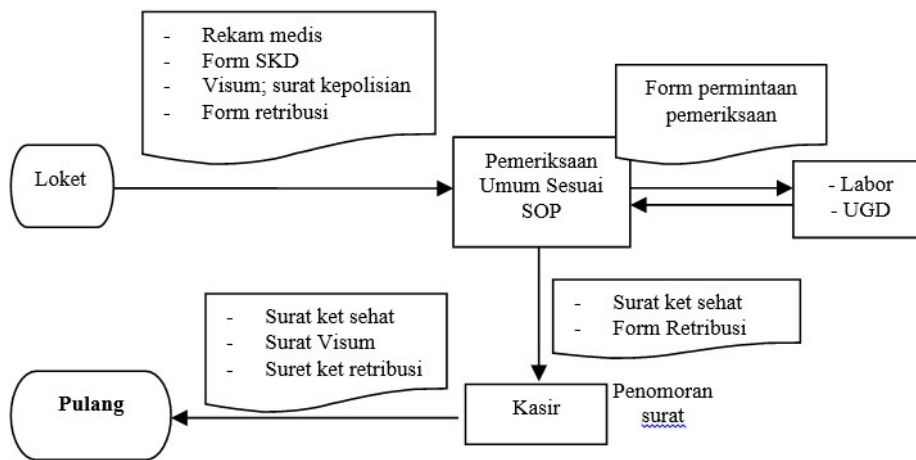 - Rekam medis
- Form SKD
- Visum; surat kepolisian
- Form retribusi
Form permintaan
pemeriksaan
Loket
Pemeriksaan
Umum Sesuai
SOP
- Labor
- UGD
- Surat ket sehat
- Surat Visum
- Suret ket retribusi
- Surat ket sehat
- Form Retribusi
Pulang
Kasir
Penomoran
surat